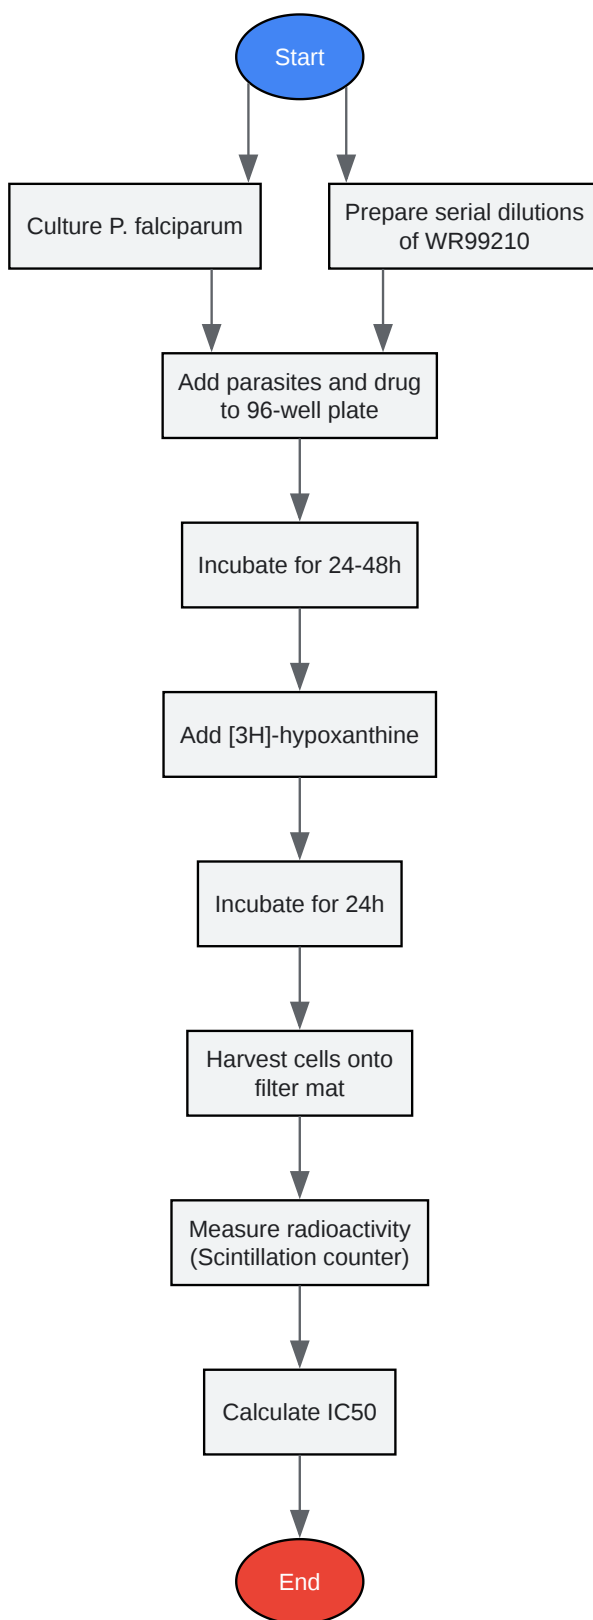 Start
Culture P. falciparum
Prepare serial dilutions
of WR99210
Add parasites and drug
to 96-well plate
Incubate for 24-48h
Add [3H]-hypoxanthine
Incubate for 24h
Harvest cells onto
filter mat
Measure radioactivity
(Scintillation counter)
Calculate IC50
End